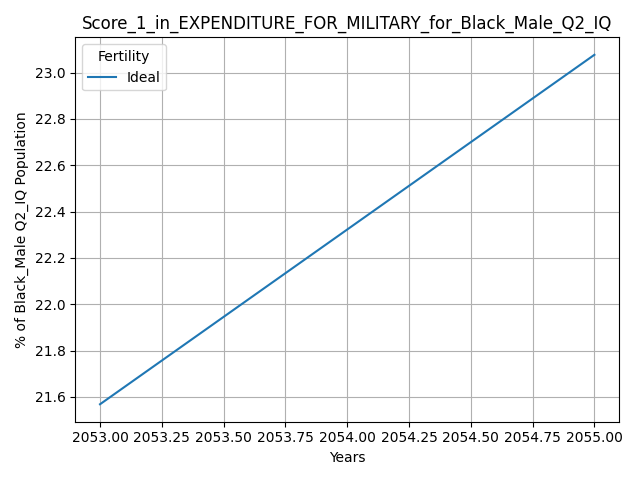 Score_1_in_EXPENDITURE_FOR_MILITARY_for_Black_Male_Q2_IQ
Fertility
Ideal
% of Black_Male Q2_IQ Population
23.0
22.8
22.6
22.4
22.2
22.0
21.8
21.6
2053.00 2053.25 2053.50 2053.75 2054.00 2054.25 2054.50 2054.75 2055.00
Years